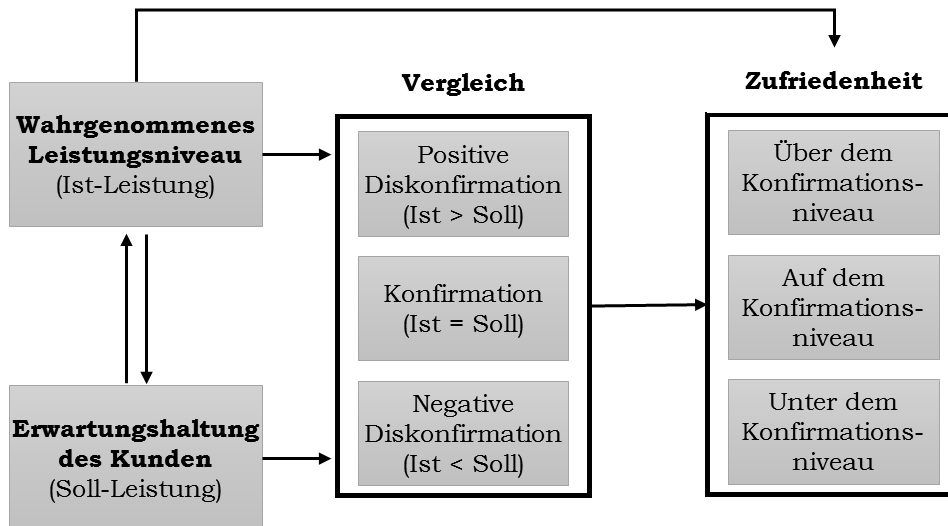 Wahrgenommenes
Leistungsniveau
(Ist-Leistung)
Erwartungshaltung
des Kunden
(Soll-Leistung)
Vergleich
Positive
Diskonfirmation
(Ist > Soll)
Konfirmation
(Ist = Soll)
Negative
Diskonfirmation
(Ist < Soll)
Zufriedenheit
Über dem
Konfirmations-
niveau
Auf dem
Konfirmations-
niveau
Unter dem
Konfirmations-
niveau